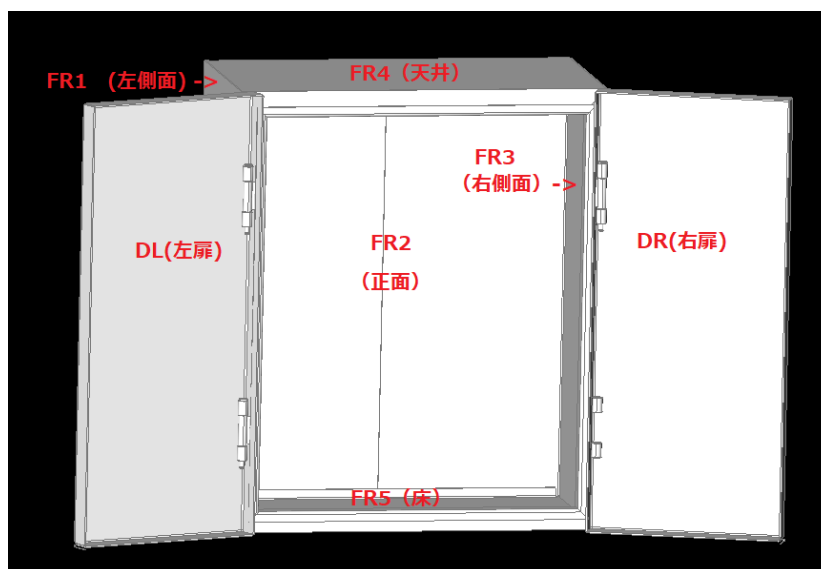 FR4（天井）
FR1　(左側面) ->
FR3
（右側面）->
DL(左扉)
FR2
（正面）
DR(右扉)
FR5（床）